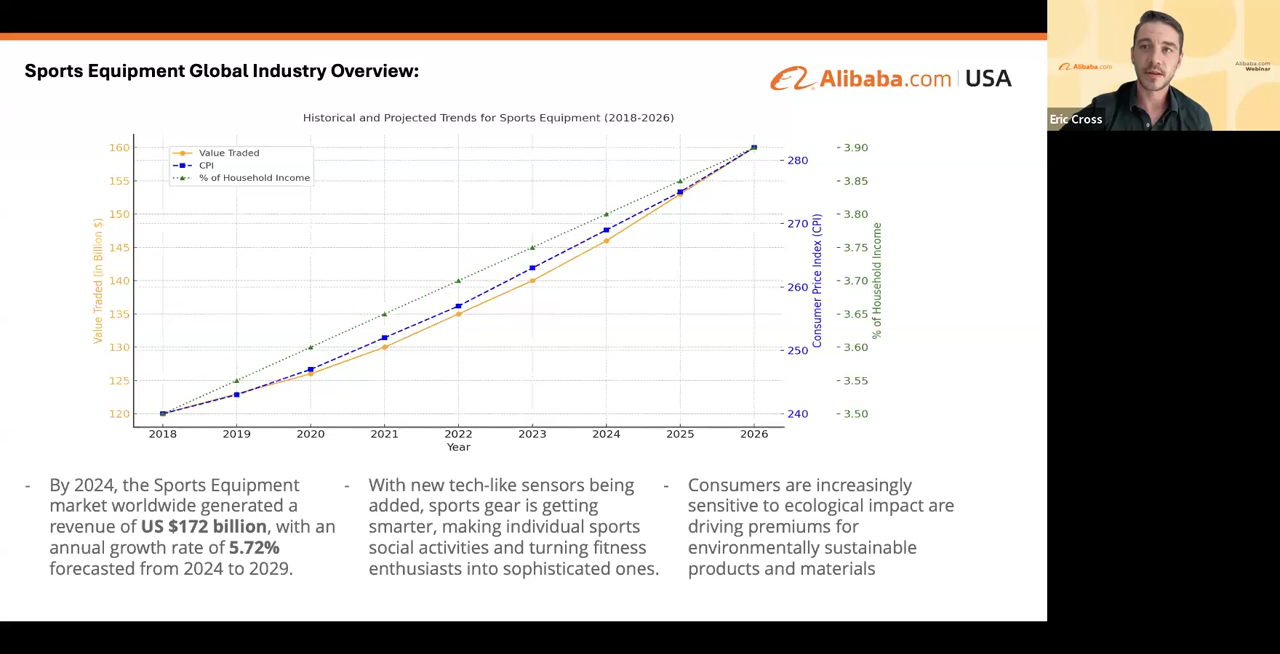 Sports Equipment Global Industry Overview:
Alibaba.com | USA
Historical and Projected Trends for Sports Equipment (2018-2026)
Value Traded
CPI
% of Household Income
Value Traded (in Billion $)
160
155
150
145
140
135
130
125
120
280
270
260
250
240
Consumer Price Index (CPI)
3.90
3.85
3.80
3.75
3.70
3.65
3.60
3.55
3.50
% of Household Income
2018 2019 2020 2021 2022 2023 2024 2025 2026
Year
- By 2024, the Sports Equipment
market worldwide generated a
revenue of US $172 billion, with an
annual growth rate of 5.72%
forecasted from 2024 to 2029.
- With new tech-like sensors being
added, sports gear is getting
smarter, making individual sports
social activities and turning fitness
enthusiasts into sophisticated ones.
- Consumers are increasingly
sensitive to ecological impact are
driving premiums for
environmentally sustainable
products and materials
Alibaba.com
Alibaba.com
Webinar
Eric Cross